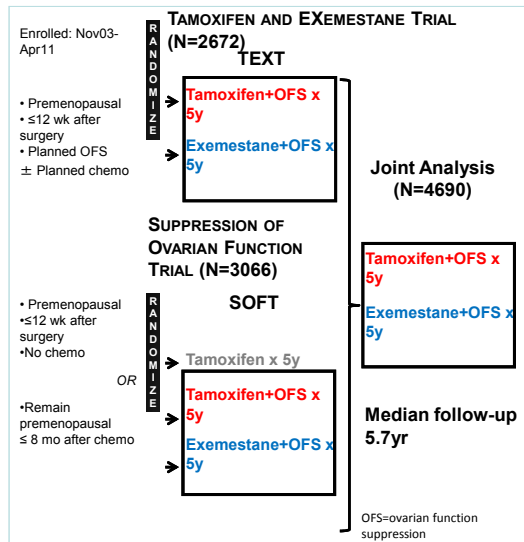 TAMOXIFEN AND EXEMESTANE TRIAL
(N=2672)
TEXT
Enrolled: Nov03-
Apr11
RANDOMIZE
• Premenopausal
• ≤12 wk after
surgery
• Planned OFS
± Planned chemo
Tamoxifen+OFS x
5y
Exemestane+OFS x
5y
Joint Analysis
(N=4690)
Tamoxifen+OFS x
5y
Exemestane+OFS x
5y
SUPPRESSION OF
OVARIAN FUNCTION
TRIAL (N=3066)
SOFT
RANDOMIZE
• Premenopausal
•≤12 wk after
surgery
•No chemo
OR
•Remain
premenopausal
≤ 8 mo after chemo
Tamoxifen x 5y
Tamoxifen+OFS x
5y
Exemestane+OFS x
5y
Median follow-up
5.7yr
OFS=ovarian function
suppression